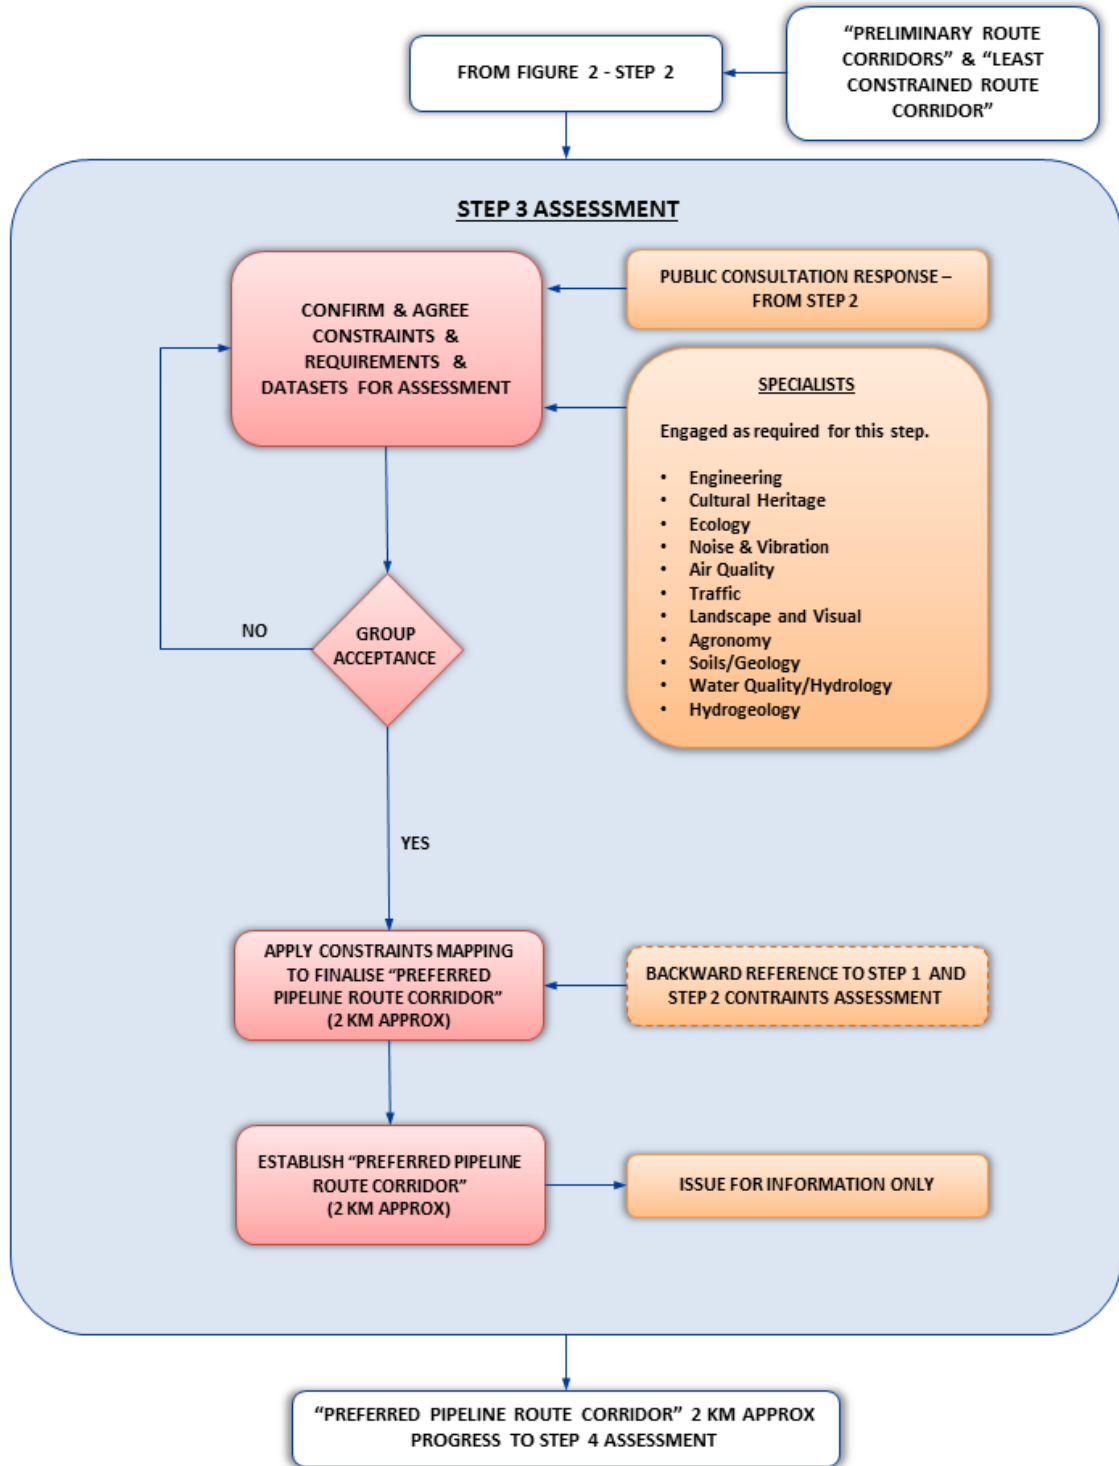 "PRELIMINARY ROUTE
CORRIDORS" & "LEAST
CONSTRAINED ROUTE
CORRIDOR"
FROM FIGURE 2 - STEP 2
STEP 3 ASSESSMENT
CONFIRM & AGREE
CONSTRAINTS &
REQUIREMENTS &
DATASETS FOR ASSESSMENT
PUBLIC CONSULTATION RESPONSE –
FROM STEP 2
SPECIALISTS
Engaged as required for this step.
• Engineering
• Cultural Heritage
• Ecology
• Noise & Vibration
• Air Quality
• Traffic
• Landscape and Visual
• Agronomy
• Soils/Geology
• Water Quality/Hydrology
• Hydrogeology
NO
GROUP
ACCEPTANCE
YES
APPLY CONSTRAINTS MAPPING
TO FINALISE "PREFERRED
PIPELINE ROUTE CORRIDOR"
(2 KM APPROX)
BACKWARD REFERENCE TO STEP 1 AND
STEP 2 CONTRAINTS ASSESSMENT
ESTABLISH "PREFERRED PIPELINE
ROUTE CORRIDOR"
(2 KM APPROX)
ISSUE FOR INFORMATION ONLY
"PREFERRED PIPELINE ROUTE CORRIDOR" 2 KM APPROX
PROGRESS TO STEP 4 ASSESSMENT